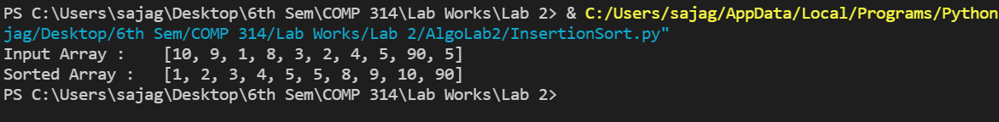 PS C:\Users\sajag\Desktop\6th Sem\COMP 314\Lab Works\Lab 2> & C:/Users/sajag/AppData/Local/Programs/Python
jag/Desktop/6th Sem/COMP 314/Lab Works/Lab 2/AlgoLab2/InsertionSort.py"
Input Array :    [10, 9, 1, 8, 3, 2, 4, 5, 90, 5]
Sorted Array :   [1, 2, 3, 4, 5, 5, 8, 9, 10, 90]
PS C:\Users\sajag\Desktop\6th Sem\COMP 314\Lab Works\Lab 2>